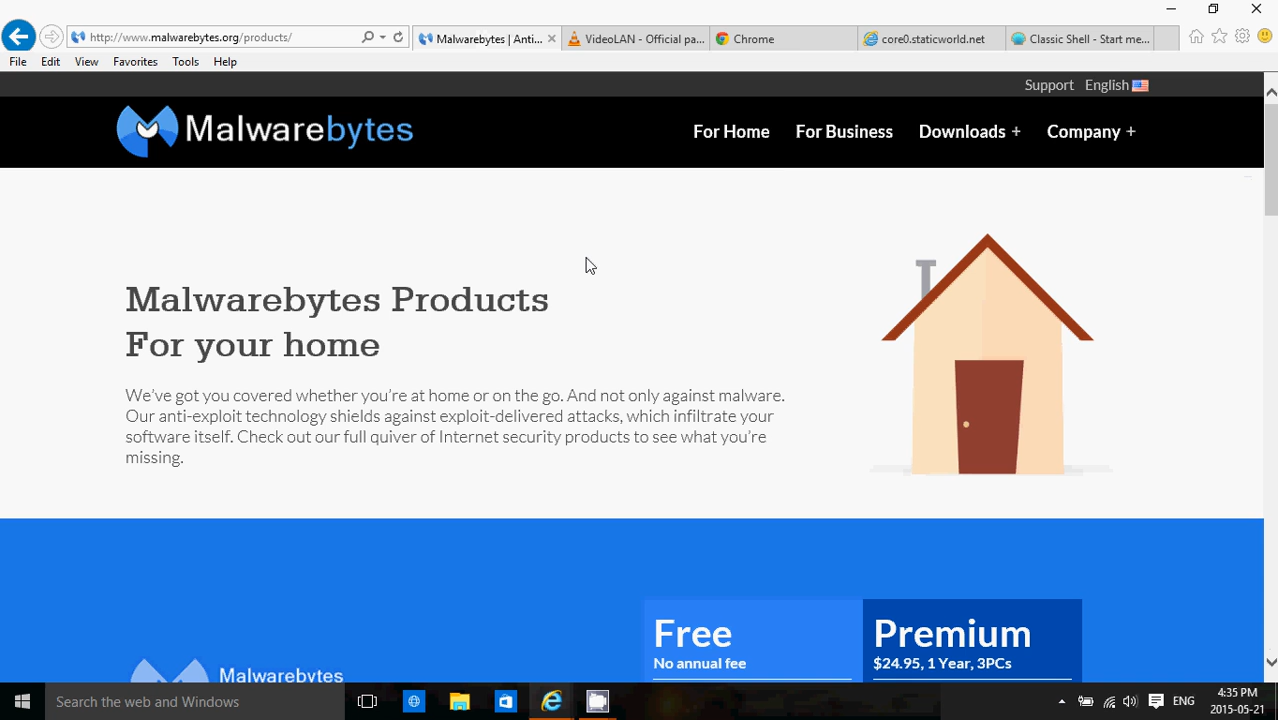 http://www.malwarebytes.org/products/
Malwarebytes | Anti...
VideoLAN - Official pa...
Chrome
core0.staticworld.net
Classic Shell - Start me...
File Edit View Favorites Tools Help
Support English
Malwarebytes
For Home For Business Downloads + Company +
Malwarebytes Products
For your home
We've got you covered whether you're at home or on the go. And not only against malware.
Our anti-exploit technology shields against exploit-delivered attacks, which infiltrate your
software itself. Check out our full quiver of Internet security products to see what you're
missing.
Free
No annual fee
Premium
$24.95, 1 Year, 3PCs
Malwarebytes
Search the web and Windows
ENG
4:35 PM
2015-05-21